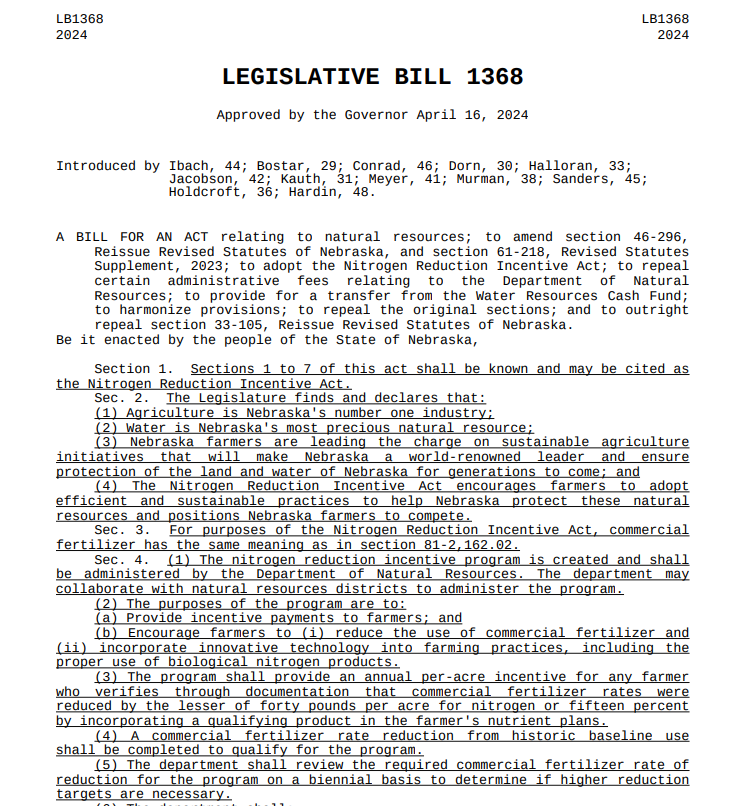 LB1368 LB1368
2024 2024
LEGISLATIVE BILL 1368
Approved by the Governor April 16, 2024
Introduced by Ibach, 44; Bostar, 29; Conrad, 46; Dorn, 30; Halloran, 33;
Jacobson, 42; Kauth, 31; Meyer, 41; Murman, 38; Sanders, 45;
Holdcroft, 36; Hardin, 48.
A BILL FOR AN ACT relating to natural resources; to amend section 46-296,
Reissue Revised Statutes of Nebraska, and section 61-218, Revised Statutes
Supplement, 2023; to adopt the Nitrogen Reduction Incentive Act; to repeal
certain administrative fees relating to the Department of Natural
Resources; to provide for a transfer from the Water Resources Cash Fund;
to harmonize provisions; to repeal the original sections; and to outright
repeal section 33-105, Reissue Revised Statutes of Nebraska.
Be it enacted by the people of the State of Nebraska,
Section 1. Sections 1 to 7 of this act shall be known and may be cited as
the Nitrogen Reduction Incentive Act.
Sec. 2. The Legislature finds and declares that:
(1) Agriculture is Nebraska's number one industry;
(2) Water is Nebraska's most precious natural resource;
(3) Nebraska farmers are leading the charge on sustainable agriculture
initiatives that will make Nebraska a world-renowned leader and ensure
protection of the land and water of Nebraska for generations to come; and
(4) The Nitrogen Reduction Incentive Act encourages farmers to adopt
efficient and sustainable practices to help Nebraska protect these natural
resources and positions Nebraska farmers to compete.
Sec. 3. For purposes of the Nitrogen Reduction Incentive Act, commercial
fertilizer has the same meaning as in section 81-2,162.02.
Sec. 4. (1) The nitrogen reduction incentive program is created and shall
be administered by the Department of Natural Resources. The department may
collaborate with natural resources districts to administer the program.
(2) The purposes of the program are to:
(a) Provide incentive payments to farmers; and
(b) Encourage farmers to (i) reduce the use of commercial fertilizer and
(ii) incorporate innovative technology into farming practices, including the
proper use of biological nitrogen products.
(3) The program shall provide an annual per-acre incentive for any farmer
who verifies through documentation that commercial fertilizer rates were
reduced by the lesser of forty pounds per acre for nitrogen or fifteen percent
by incorporating a qualifying product in the farmer's nutrient plans.
(4) A commercial fertilizer rate reduction from historic baseline use
shall be completed to qualify for the program.
(5) The department shall review the required commercial fertilizer rate of
reduction for the program on a biennial basis to determine if higher reduction
targets are necessary.